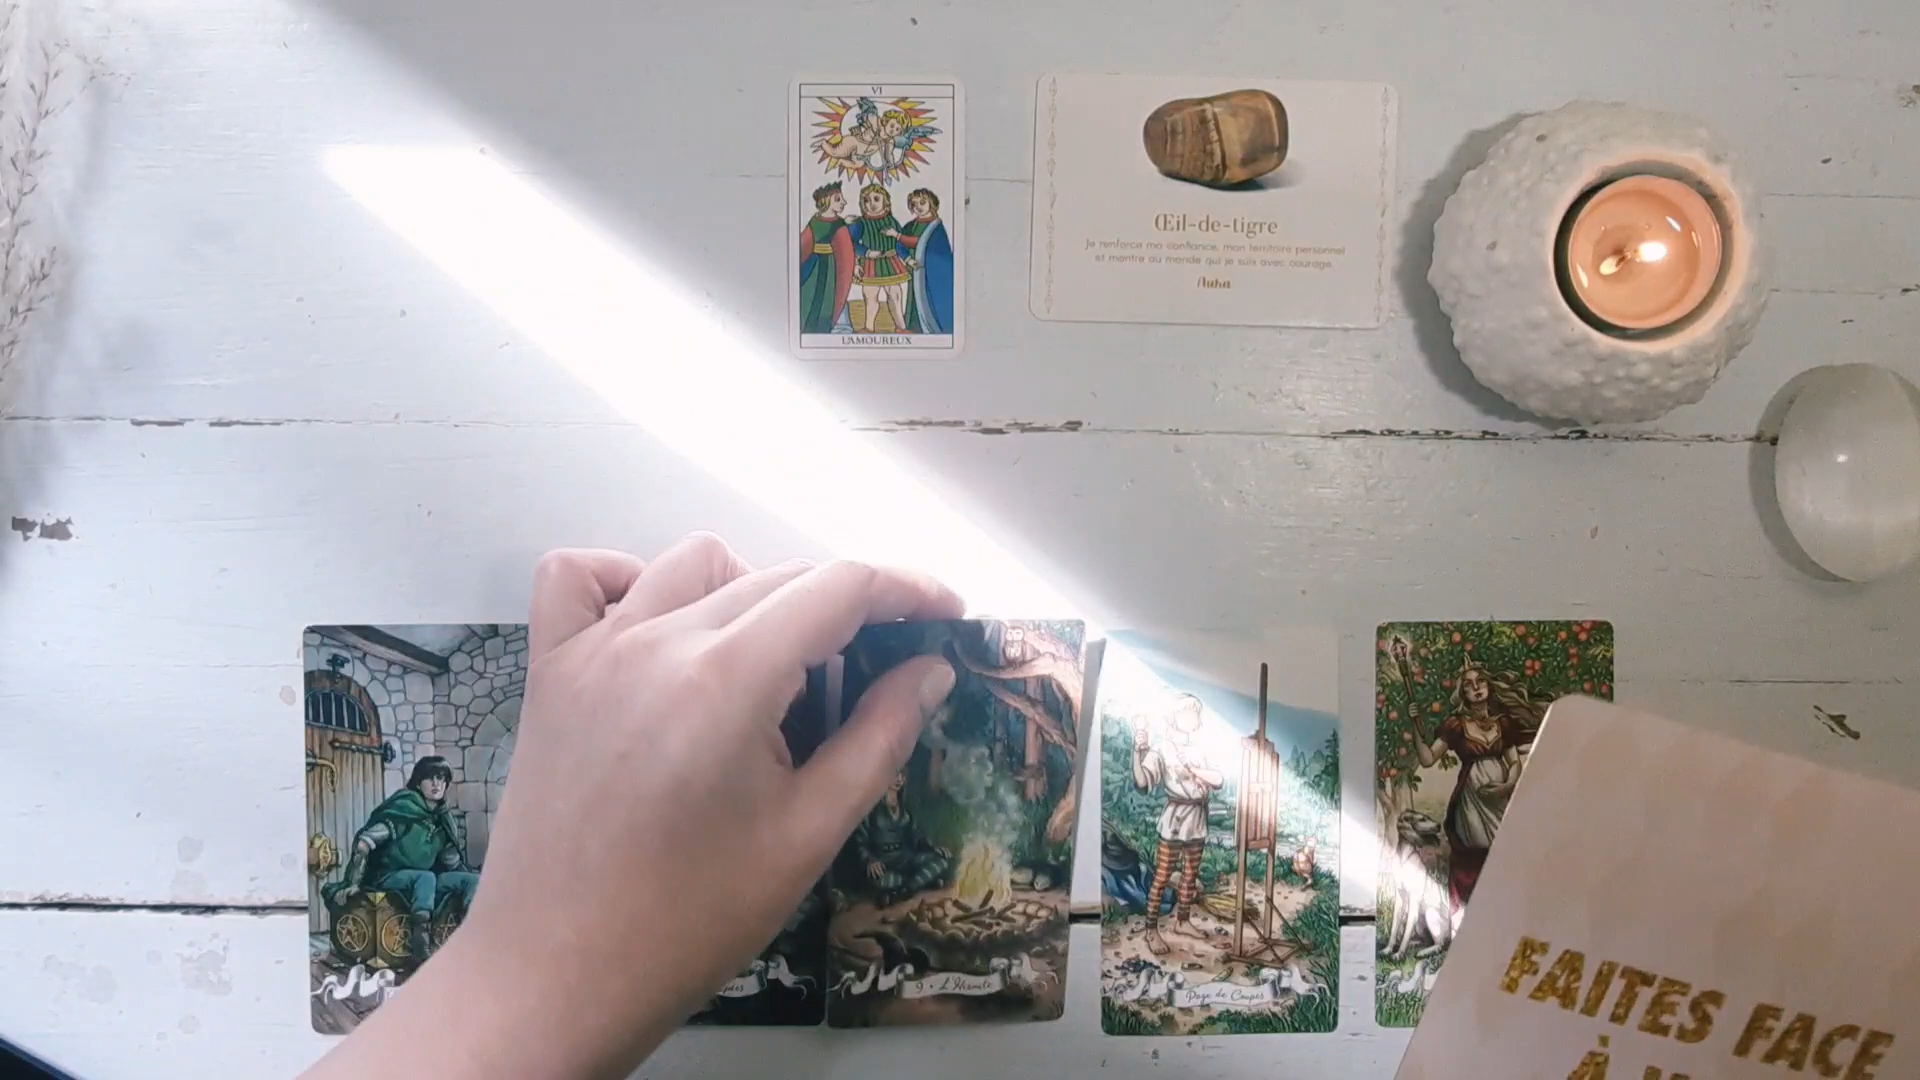 VI
L'AMOUREUX
Œil-de-tigre
Je renforce ma confiance, mon territoire personnel
et montre au monde qui je suis avec courage.
9 • L'Hermite
Page de Coupes
FAITES FACE
À